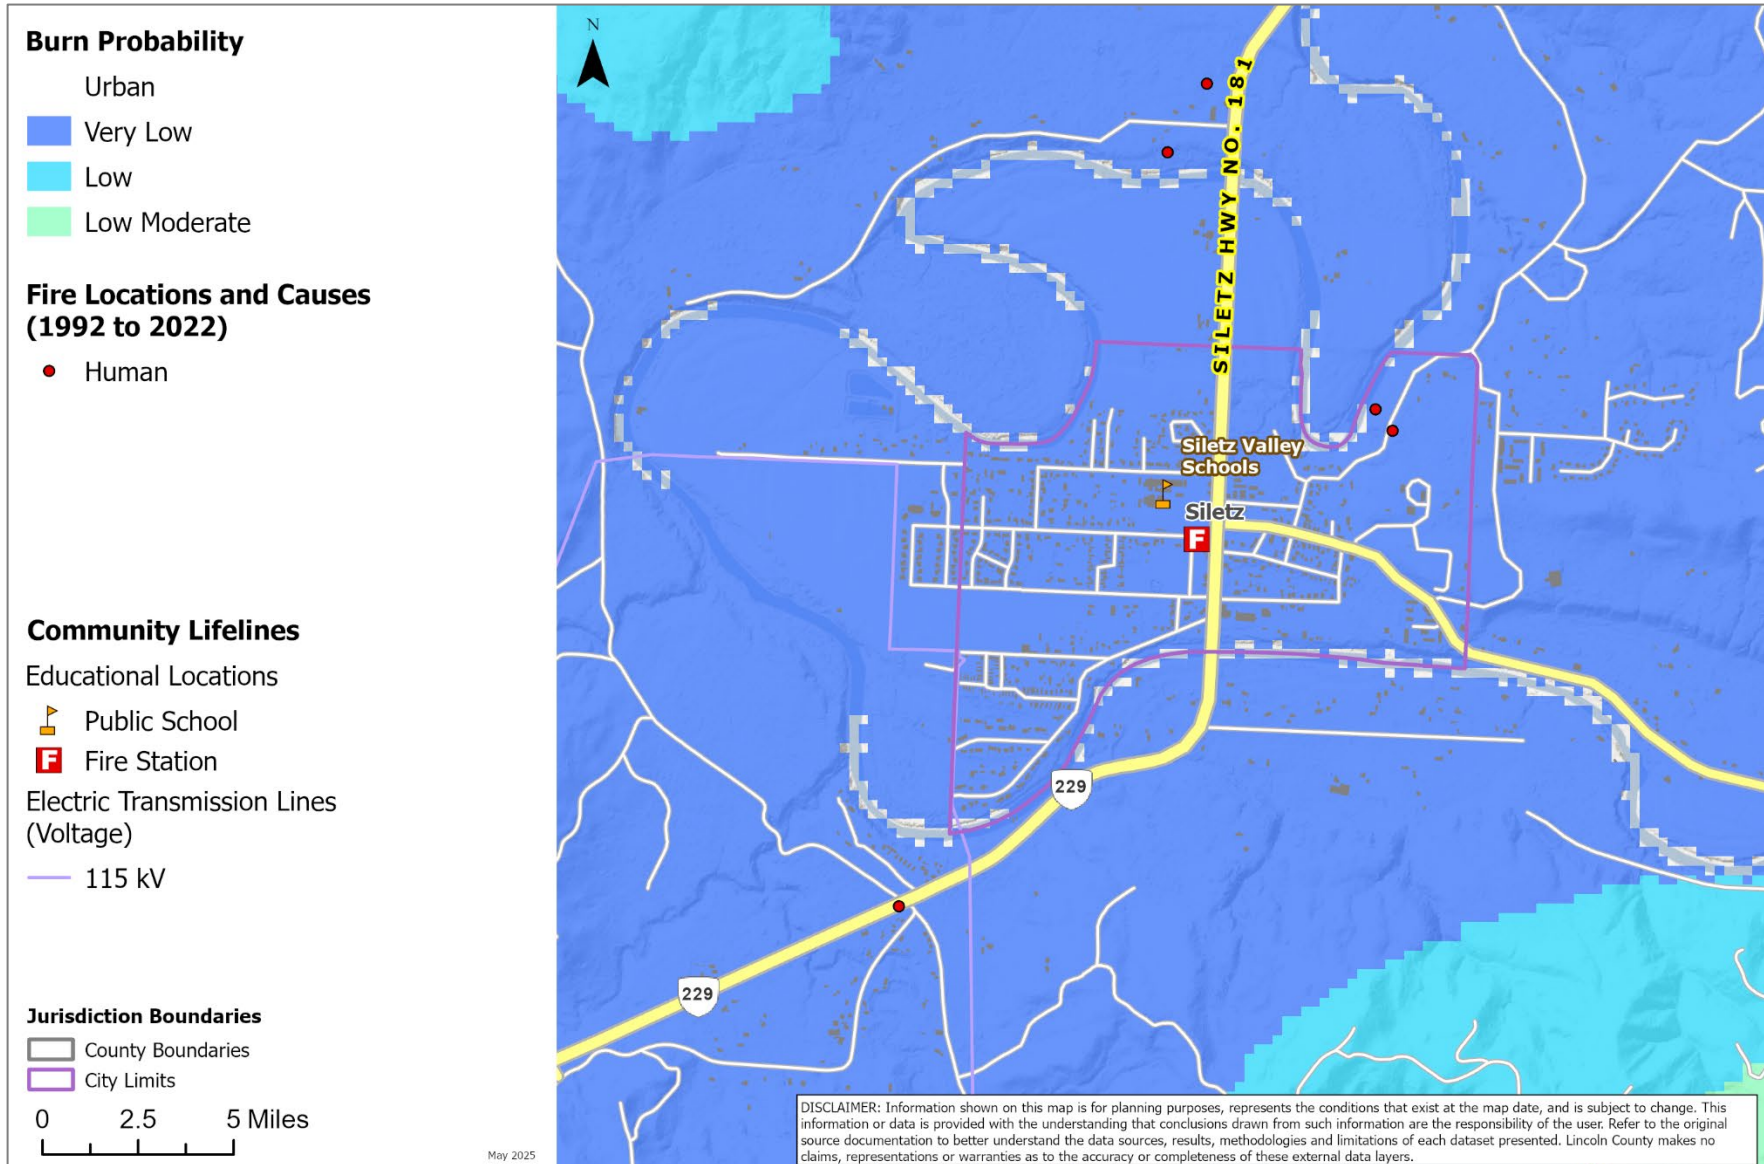 Burn Probability
Urban
Very Low
Low
Low Moderate
Fire Locations and Causes
(1992 to 2022)
Human
Community Lifelines
Educational Locations
Public School
F Fire Station
Electric Transmission Lines
(Voltage)
115 kV
Jurisdiction Boundaries
County Boundaries
City Limits
0 2.5 5 Miles
May 2025
N
SILETZ HWY NO. 181
Siletz Valley
Schools
Siletz
F
229
229
DISCLAIMER: Information shown on this map is for planning purposes, represents the conditions that exist at the map date, and is subject to change. This
information or data is provided with the understanding that conclusions drawn from such information are the responsibility of the user. Refer to the original
source documentation to better understand the data sources, results, methodologies and limitations of each dataset presented. Lincoln County makes no
claims, representations or warranties as to the accuracy or completeness of these external data layers.